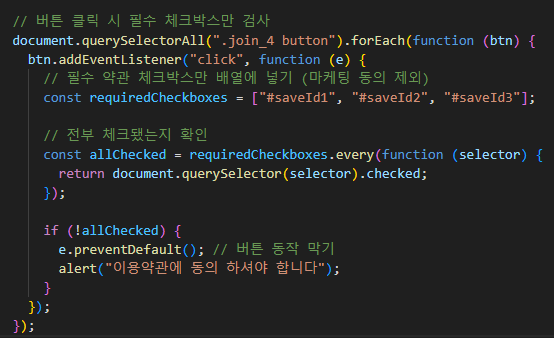 // 버튼 클릭 시 필수 체크박스만 검사
document.querySelectorAll(".join_4 button").forEach(function (btn) {
  btn.addEventListener("click", function (e) {
    // 필수 약관 체크박스만 배열에 넣기 (마케팅 동의 제외)
    const requiredCheckboxes = ["#saveId1", "#saveId2", "#saveId3"];

    // 전부 체크됐는지 확인
    const allChecked = requiredCheckboxes.every(function (selector) {
      return document.querySelector(selector).checked;
    });

    if (!allChecked) {
      e.preventDefault(); // 버튼 동작 막기
      alert("이용약관에 동의 하셔야 합니다");
    }
  });
});